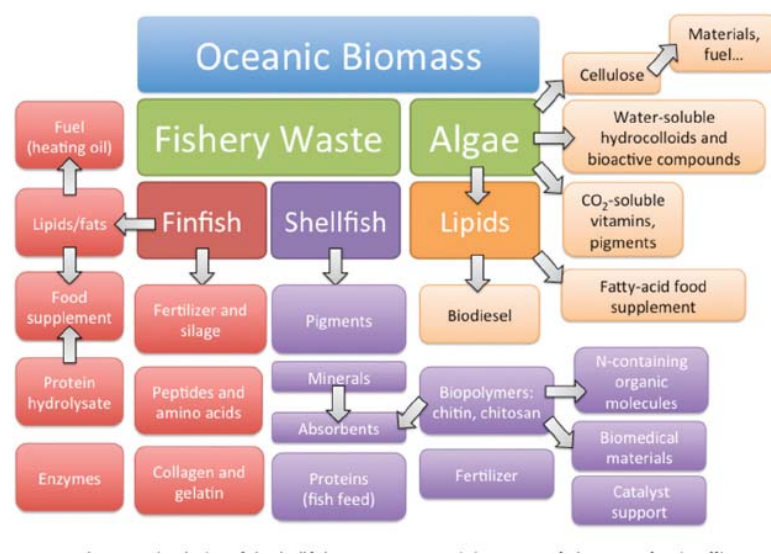 Oceanic Biomass
Fishery Waste
Algae
Cellulose
Materials,
fuel...
Water-soluble
hydrocolloids and
bioactive compounds
CO2-soluble
vitamins,
pigments
Fuel
(heating oil)
Lipids/fats
Finfish
Shellfish
Lipids
Fatty-acid food
supplement
Food
supplement
Fertilizer and
silage
Pigments
Biodiesel
Protein
hydrolysate
Peptides and
amino acids
Minerals
Absorbents
Biopolymers:
chitin, chitosan
N-containing
organic
molecules
Biomedical
materials
Enzymes
Collagen and
gelatin
Proteins
(fish feed)
Fertilizer
Catalyst
support